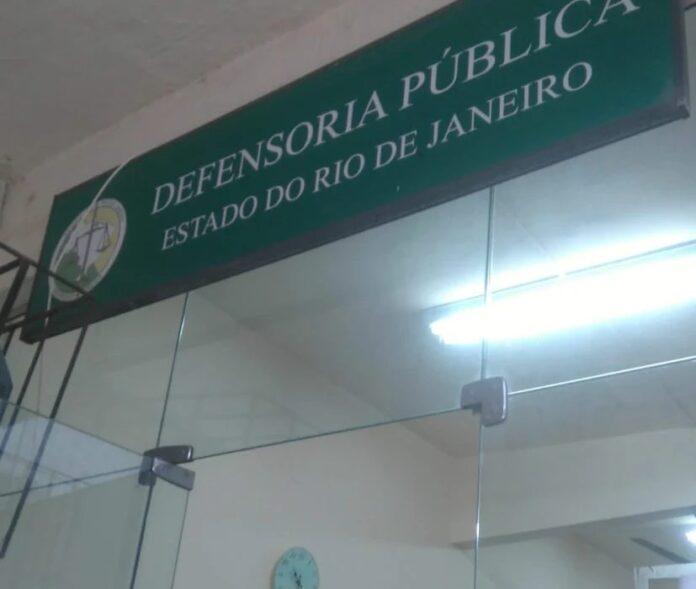 DEFENSORIA PÚBLICA
ESTADO DO RIO DE JANEIRO